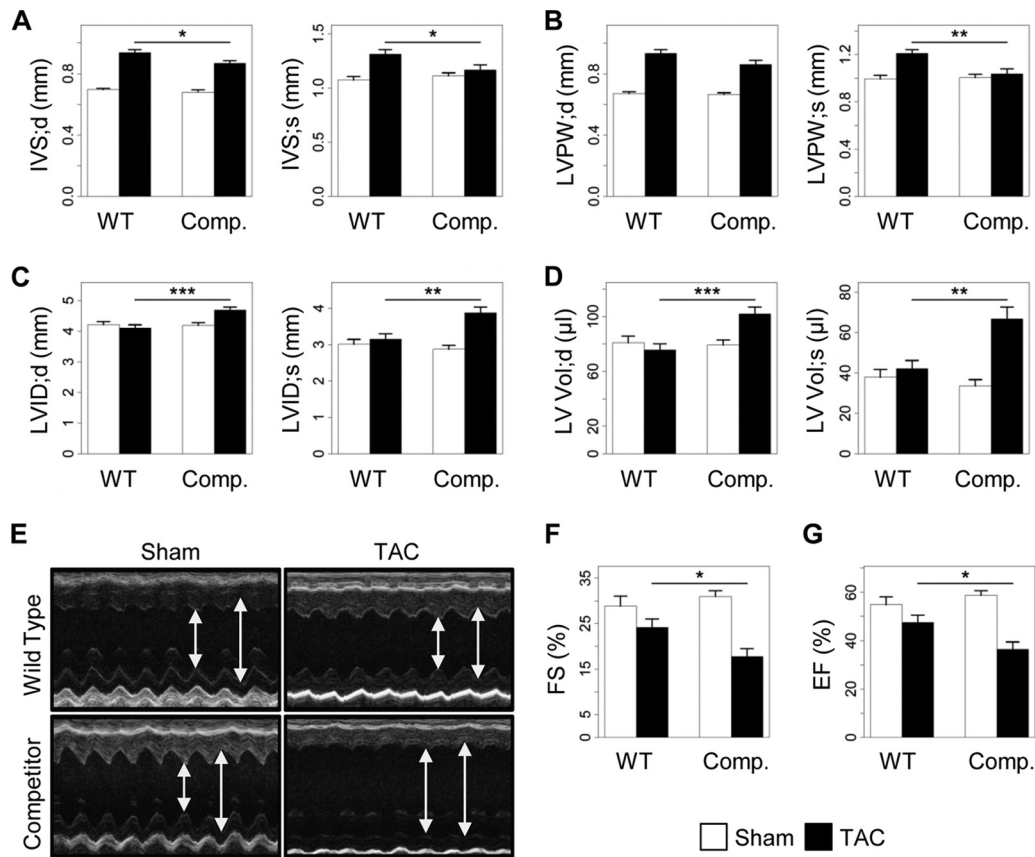 A
IVS;d (mm)
0.0 0.4 0.8
*
WT Comp.
IVS;s (mm)
0.0 0.5 1.0 1.5
*
WT Comp.
B
LVPW;d (mm)
0.0 0.4 0.8
WT Comp.
LVPW;s (mm)
0.0 0.4 0.8 1.2
**
WT Comp.
C
LVID;d (mm)
0 1 2 3 4 5
***
WT Comp.
LVID;s (mm)
0 1 2 3 4
**
WT Comp.
D
LV Vol;d (µl)
0 20 60 100
***
WT Comp.
LV Vol;s (µl)
0 20 40 60 80
**
WT Comp.
E
Sham TAC
Wild Type
Competitor
F
FS (%)
0 5 15 25 35
*
WT Comp.
G
EF (%)
0 20 40 60
*
WT Comp.
Sham TAC